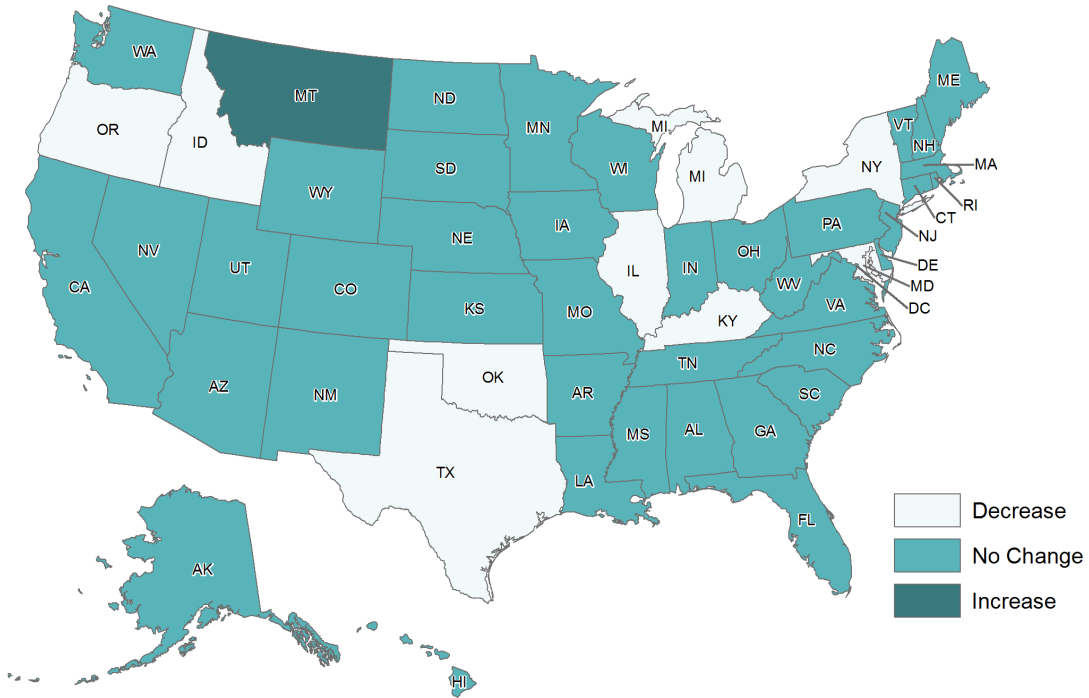 WA
ME
MT
ND
MN
VT
OR
MI
NH
ID
WI
NY
MA
SD
MI
WY
RI
CT
IA
PA
NE
NJ
NV
OH
UT
IL
IN
DE
CA
CO
WV
MD
KS
VA
DC
MO
KY
NC
TN
OK
AZ
NM
AR
SC
MS
AL
GA
TX
LA
Decrease
FL
No Change
AK
Increase
HI